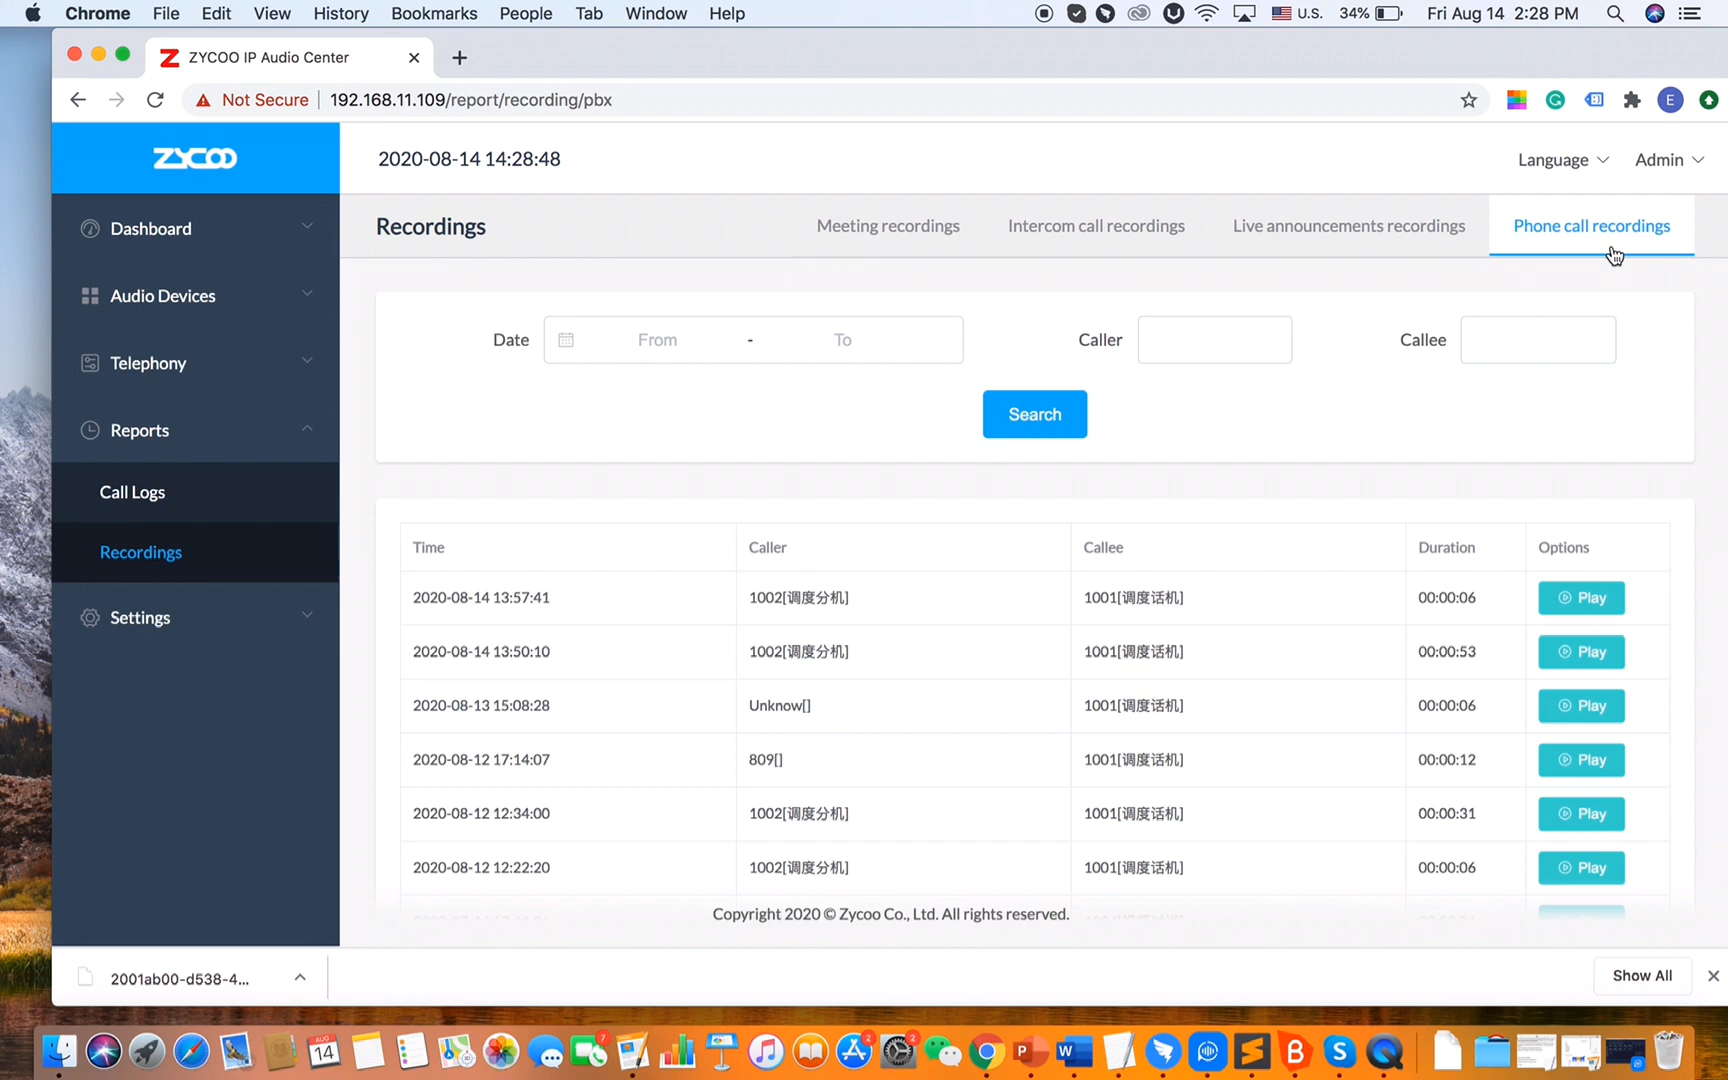 Chrome File Edit View History Bookmarks People Tab Window Help
U.S. 34% Fri Aug 14 2:28 PM
ZYCOO IP Audio Center
Not Secure 192.168.11.109/report/recording/pbx
E
ZYCOO
2020-08-14 14:28:48
Language Admin
Dashboard
Audio Devices
Telephony
Reports
Call Logs
Recordings
Settings
Recordings
Meeting recordings Intercom call recordings Live announcements recordings Phone call recordings
Date From - To Caller Callee
Search
Time Caller Callee Duration Options
2020-08-14 13:57:41 1002[调度分机] 1001[调度话机] 00:00:06 Play
2020-08-14 13:50:10 1002[调度分机] 1001[调度话机] 00:00:53 Play
2020-08-13 15:08:28 Unknow[] 1001[调度话机] 00:00:06 Play
2020-08-12 17:14:07 809[] 1001[调度话机] 00:00:12 Play
2020-08-12 12:34:00 1002[调度分机] 1001[调度话机] 00:00:31 Play
2020-08-12 12:22:20 1002[调度分机] 1001[调度话机] 00:00:06 Play
Copyright 2020 © Zycoo Co., Ltd. All rights reserved.
2001ab00-d538-4...
Show All
AUG 14 7 2 2